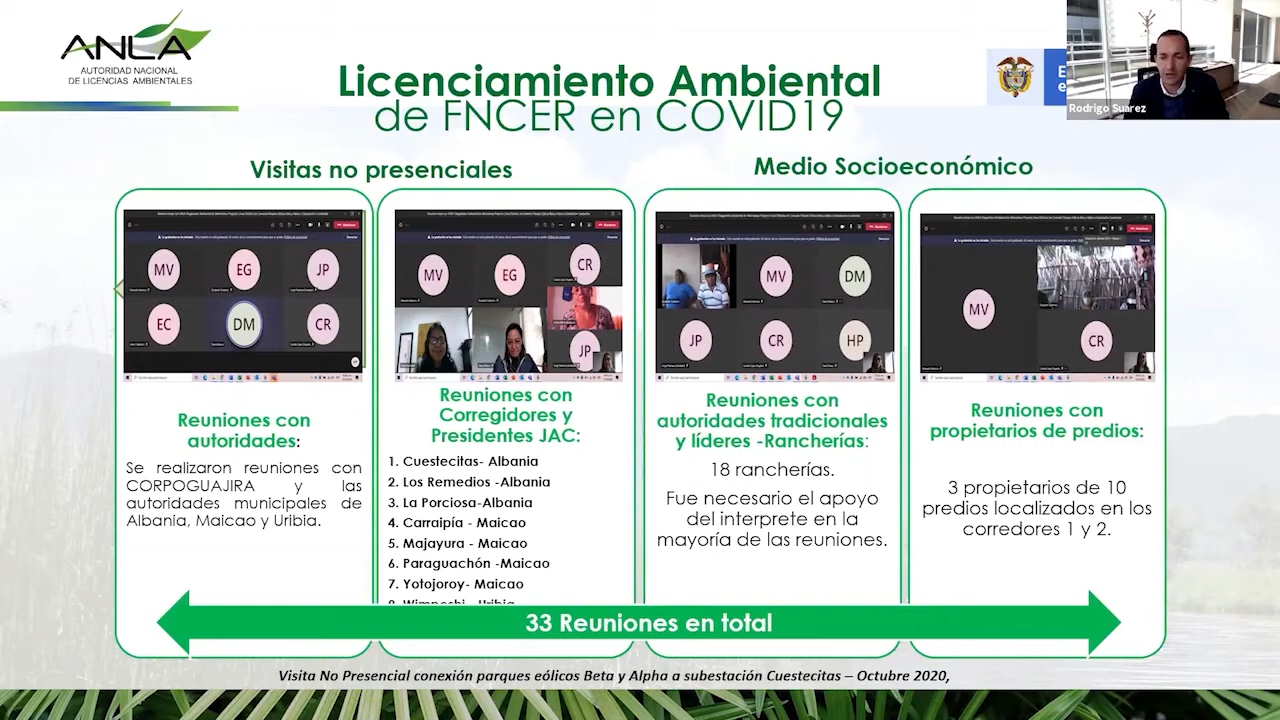 ANLA
AUTORIDAD NACIONAL
DE LICENCIAS AMBIENTALES
Licenciamiento Ambiental
de FNCER en COVID19
Rodrigo Suarez
Visitas no presenciales
Medio Socioeconómico
MV EG JP
EC DM CR
MV EG CR
JP
MV DM
JP CR HP
MV
CR
Reuniones con
autoridades:
Se realizaron reuniones con
CORPOGUAJIRA y las
autoridades municipales de
Albania, Maicao y Uribia.
Reuniones con
Corregidores y
Presidentes JAC:
1. Cuestecitas- Albania
2. Los Remedios -Albania
3. La Porciosa-Albania
4. Carraipía - Maicao
5. Majayura - Maicao
6. Paraguachón -Maicao
7. Yotojoroy- Maicao
Reuniones con
autoridades tradicionales
y líderes -Rancherías:
18 rancherías.
Fue necesario el apoyo
del interprete en la
mayoría de las reuniones.
Reuniones con
propietarios de predios:
3 propietarios de 10
predios localizados en los
corredores 1 y 2.
33 Reuniones en total
Visita No Presencial conexión parques eólicos Beta y Alpha a subestación Cuestecitas – Octubre 2020,